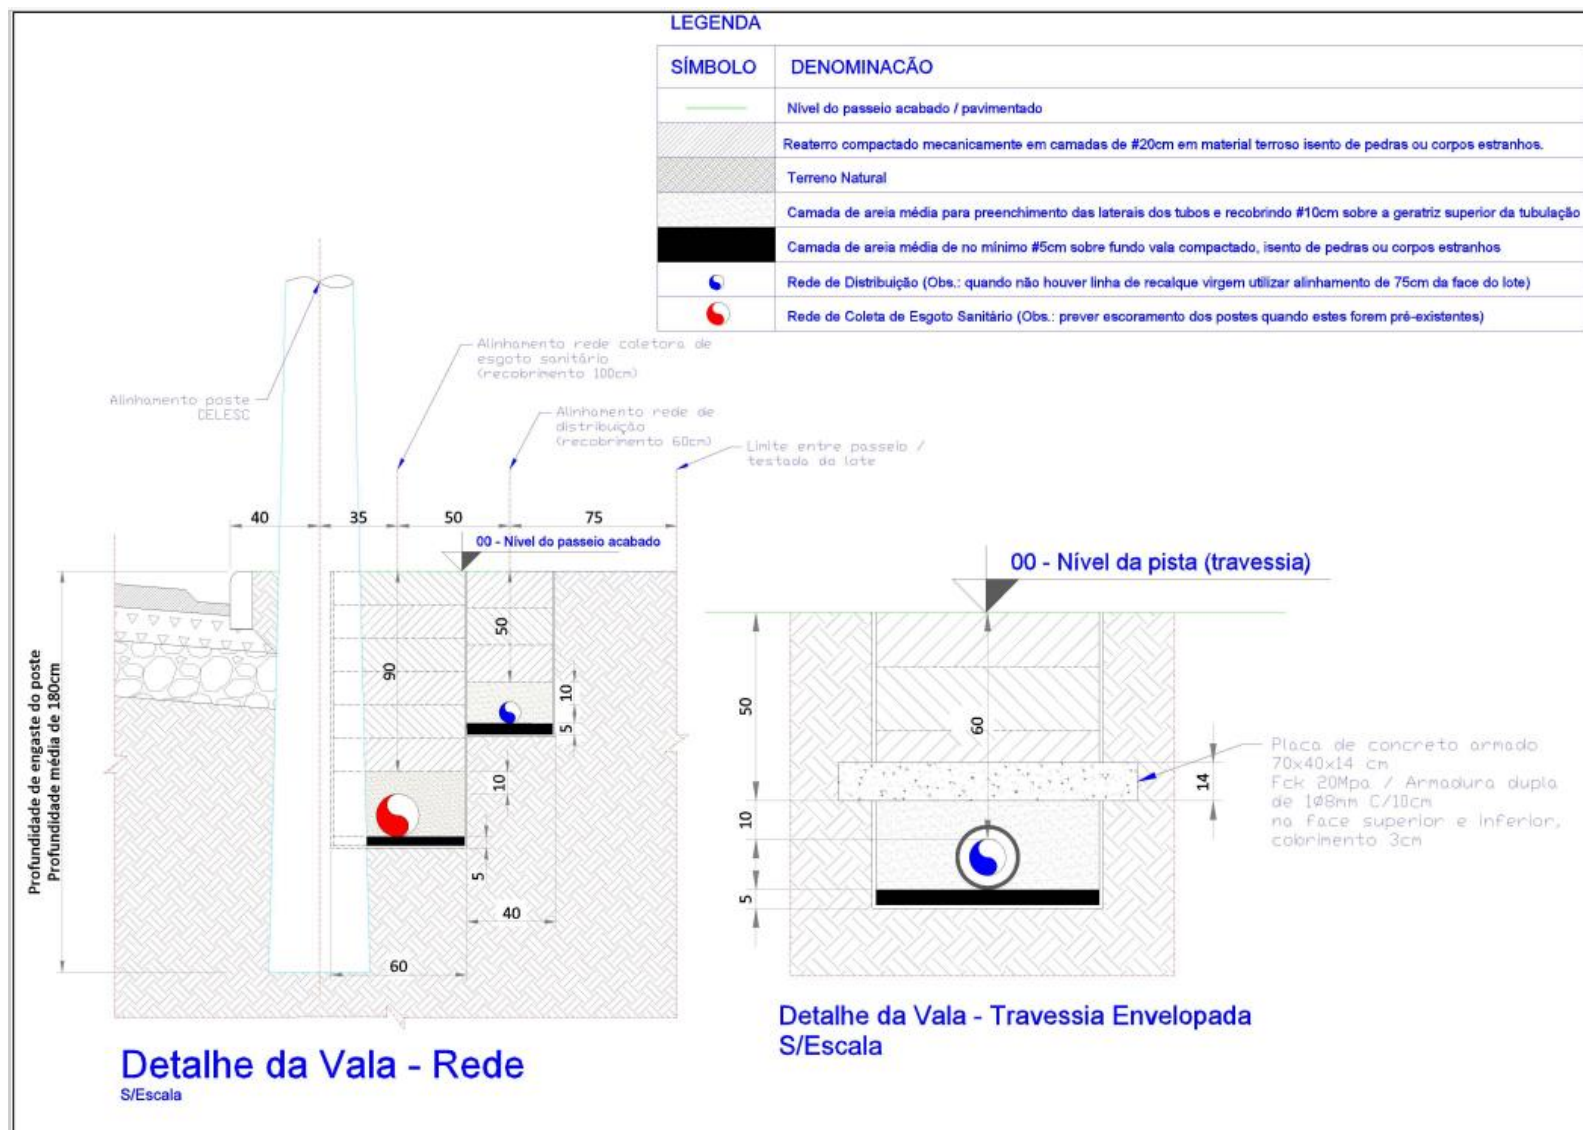 LEGENDA
SÍMBOLO DENOMINACÃO
Nível do passeio acabado / pavimentado
Reaterro compactado mecanicamente em camadas de #20cm em material terroso isento de pedras ou corpos estranhos.
Terreno Natural
Camada de areia média para preenchimento das laterais dos tubos e recobrindo #10cm sobre a geratriz superior da tubulação
Camada de areia média de no mínimo #5cm sobre fundo vala compactado, isento de pedras ou corpos estranhos
Rede de Distribuição (Obs.: quando não houver linha de recalque virgem utilizar alinhamento de 75cm da face do lote)
Rede de Coleta de Esgoto Sanitário (Obs.: prever escoramento dos postes quando estes forem pré-existentes)
Alinhamento rede coletora de
esgoto sanitário
(recobrimento 100cm)
Alinhamento poste
CELESC
Alinhamento rede de
distribuição
(recobrimento 60cm)
Limite entre passeio /
testada do lote
40 35 50 75
00 - Nível do passeio acabado
50
90
10
5
10
5
40
60
Profundidade de engaste do poste
Profundidade média de 180cm
Detalhe da Vala - Rede
S/Escala
00 - Nível da pista (travessia)
50
60
14
10
5
Placa de concreto armado
70x40x14 cm
Fck 20Mpa / Armadura dupla
de 1Ø8mm C/10cm
na face superior e inferior,
cobrimento 3cm
Detalhe da Vala - Travessia Envelopada
S/Escala